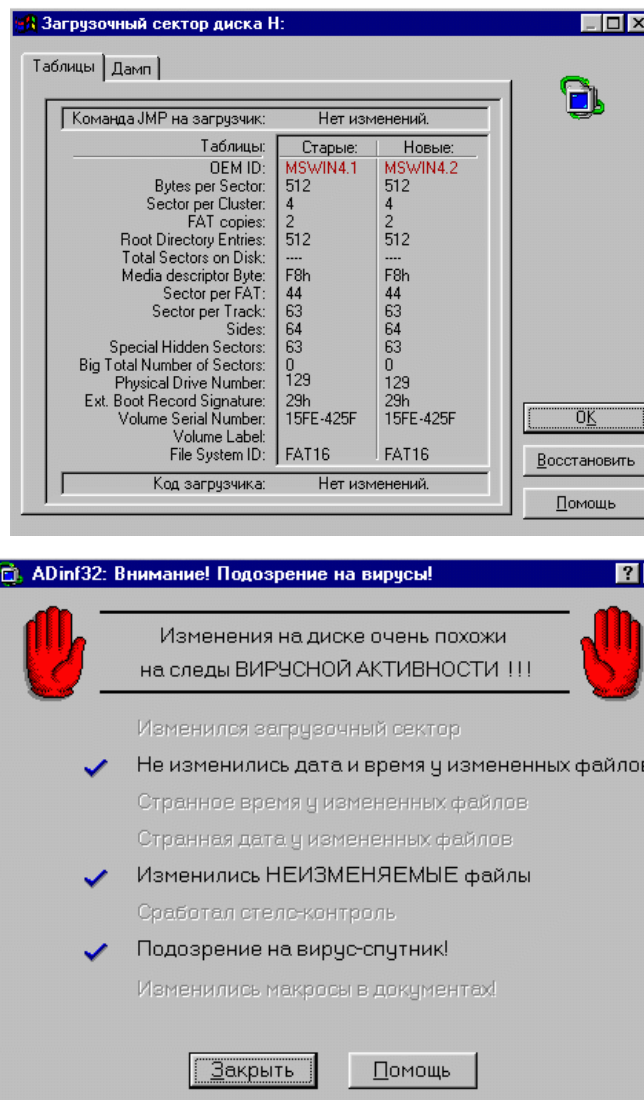 Загрузочный сектор диска H:
Таблицы Дамп
Команда JMP на загрузчик: Нет изменений.
Таблицы: Старые: Новые:
OEM ID: MSWIN4.1 MSWIN4.2
Bytes per Sector: 512 512
Sector per Cluster: 4 4
FAT copies: 2 2
Root Directory Entries: 512 512
Total Sectors on Disk: ---- ----
Media descriptor Byte: F8h F8h
Sector per FAT: 44 44
Sector per Track: 63 63
Sides: 64 64
Special Hidden Sectors: 63 63
Big Total Number of Sectors: 0 0
Physical Drive Number: 129 129
Ext. Boot Record Signature: 29h 29h
Volume Serial Number: 15FE-425F 15FE-425F
Volume Label:
File System ID: FAT16 FAT16
Код загрузчика: Нет изменений.
OK
Восстановить
Помощь
ADinf32: Внимание! Подозрение на вирусы!
Изменения на диске очень похожи
на следы ВИРУСНОЙ АКТИВНОСТИ !!!
Изменился загрузочный сектор
Не изменились дата и время у измененных файлов
Странное время у измененных файлов
Странная дата у измененных файлов
Изменились НЕИЗМЕНЯЕМЫЕ файлы
Сработал стелс-контроль
Подозрение на вирус-спутник!
Изменились макросы в документах!
Закрыть Помощь